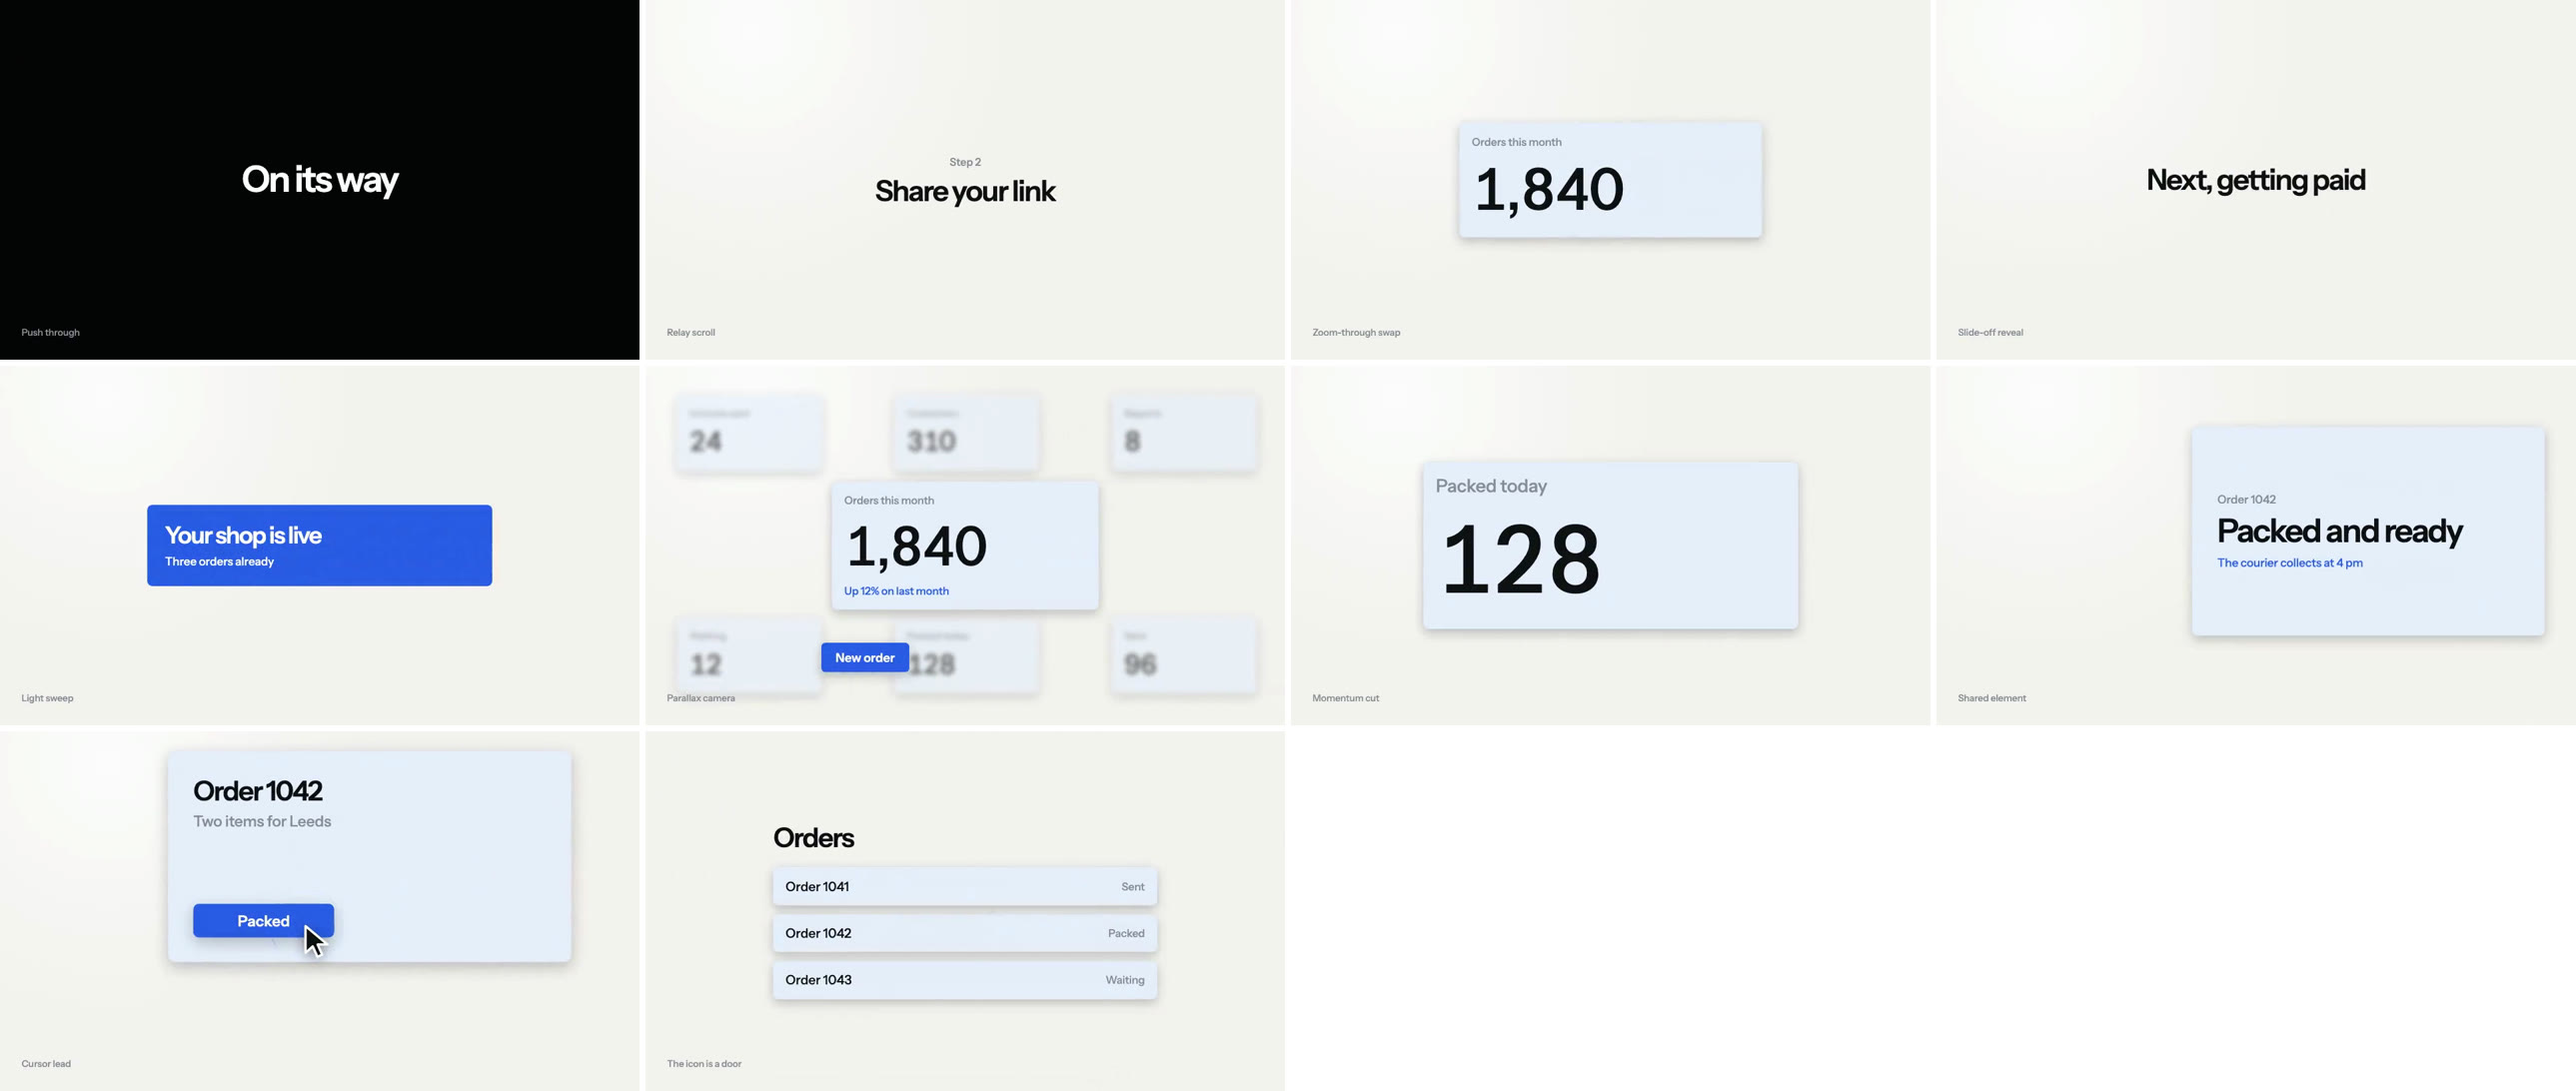 On its way
Push through
Step 2
Share your link
Relay scroll
Orders this month
1,840
Zoom-through swap
Next, getting paid
Slide-off reveal
Your shop is live
Three orders already
Light sweep
24
310
8
Orders this month
1,840
Up 12% on last month
12
New order
128
96
Parallax camera
Packed today
128
Momentum cut
Order 1042
Packed and ready
The courier collects at 4 pm
Shared element
Order 1042
Two items for Leeds
Packed
Cursor lead
Orders
Order 1041 Sent
Order 1042 Packed
Order 1043 Waiting
The icon is a door